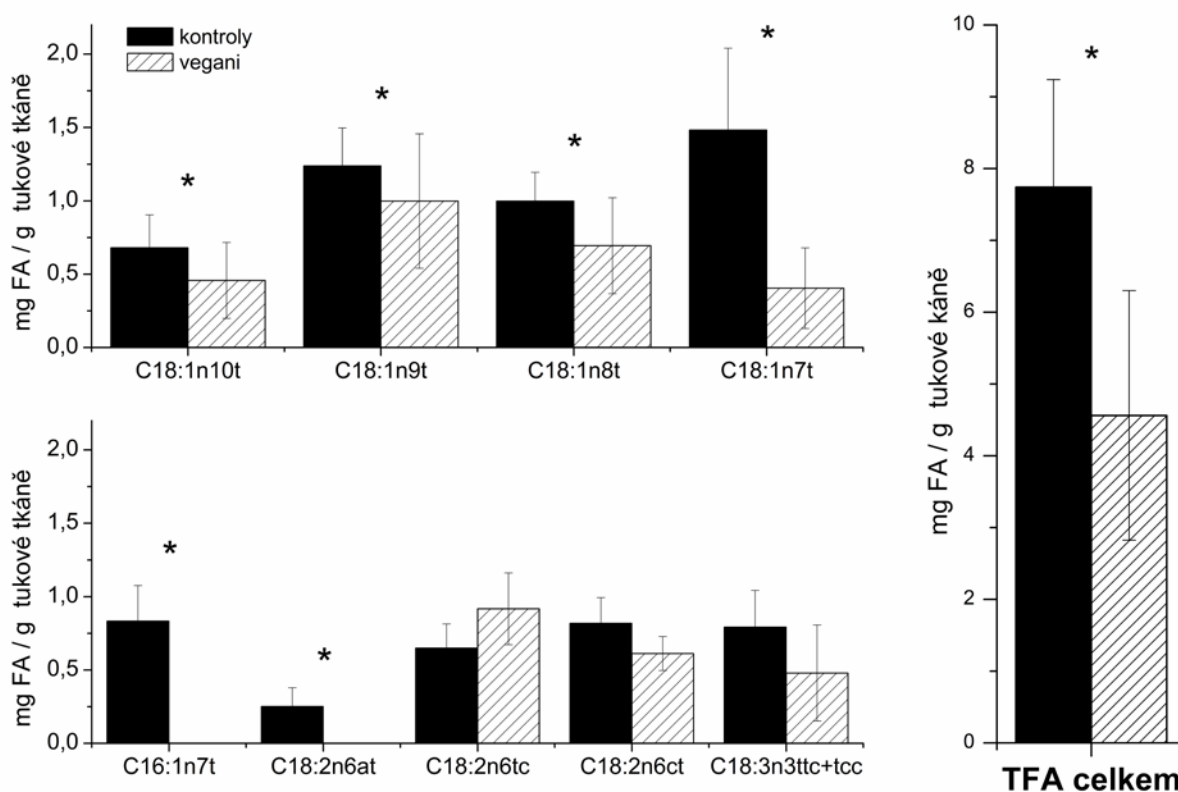 kontroly
vegani
mg FA / g tukové tkáně
2,0
1,5
1,0
0,5
0,0
*
*
*
*
C18:1n10t C18:1n9t C18:1n8t C18:1n7t
mg FA / g tukové tkáně
2,0
1,5
1,0
0,5
0,0
*
*
C16:1n7t C18:2n6at C18:2n6tc C18:2n6ct C18:3n3ttc+tcc
mg FA / g tukové káně
10
8
6
4
2
0
*
TFA celkem